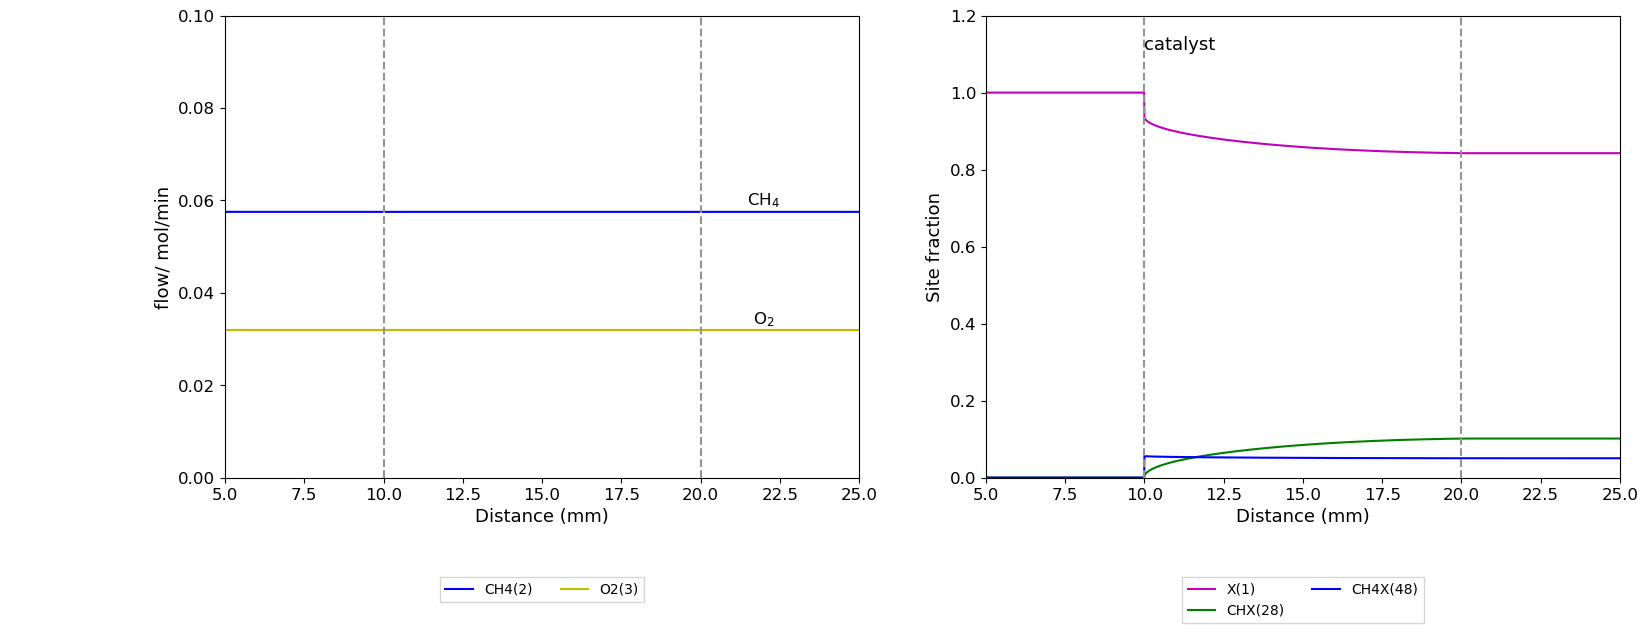 flow/ mol/min
0.10
0.08
0.06
0.04
0.02
0.00
CH₄
O₂
5.0 7.5 10.0 12.5 15.0 17.5 20.0 22.5 25.0
Distance (mm)
CH4(2) O2(3)
Site fraction
1.2
1.0
0.8
0.6
0.4
0.2
0.0
catalyst
5.0 7.5 10.0 12.5 15.0 17.5 20.0 22.5 25.0
Distance (mm)
X(1) CH4X(48)
CHX(28)